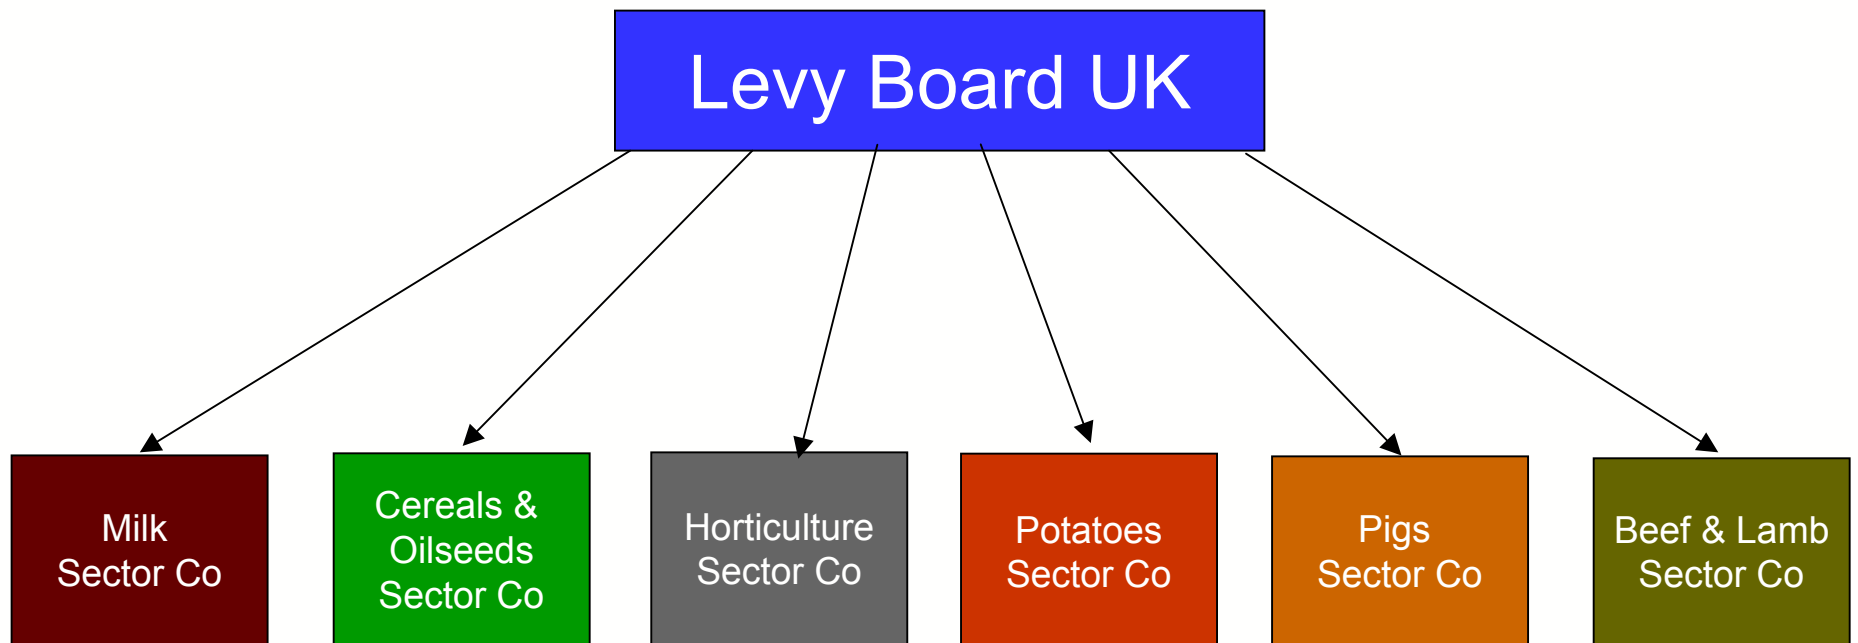 Levy Board UK
Milk
Sector Co
Cereals &
Oilseeds
Sector Co
Horticulture
Sector Co
Potatoes
Sector Co
Pigs
Sector Co
Beef & Lamb
Sector Co